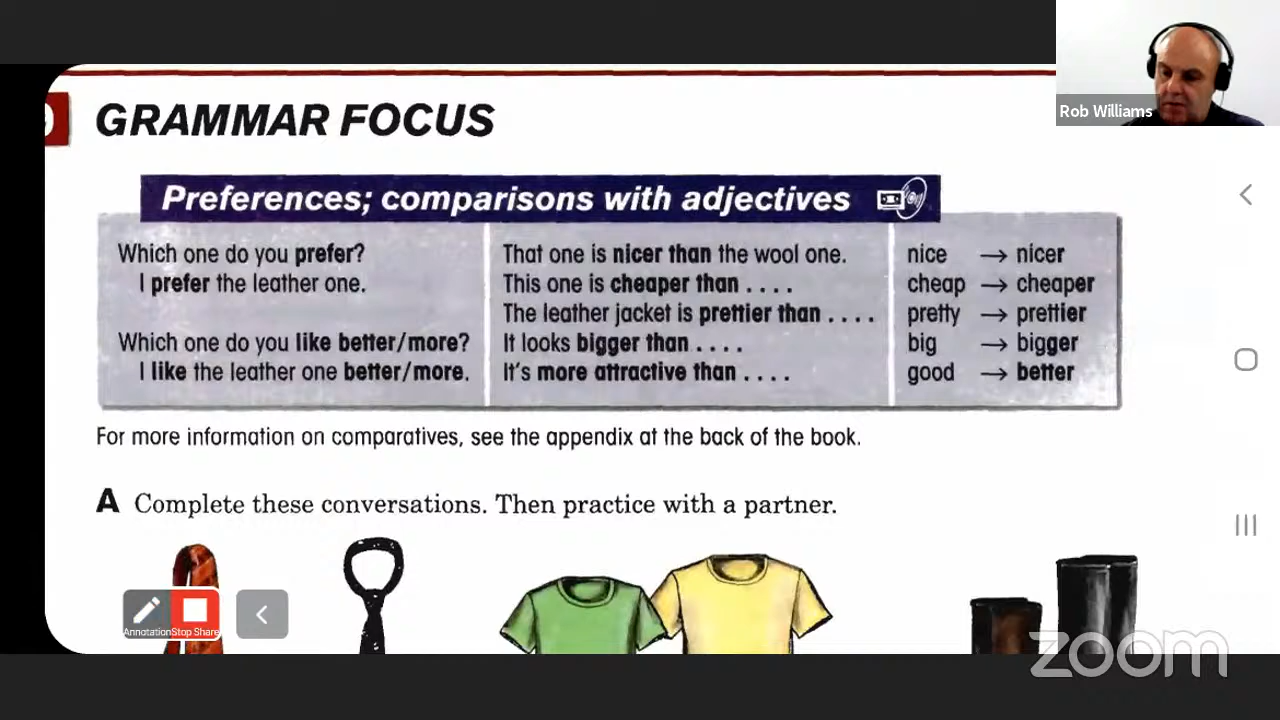 GRAMMAR FOCUS
Rob Williams
Preferences; comparisons with adjectives
Which one do you prefer?
I prefer the leather one.
Which one do you like better/more?
I like the leather one better/more.
That one is nicer than the wool one.
This one is cheaper than . . . .
The leather jacket is prettier than . . . .
It looks bigger than . . . .
It's more attractive than . . . .
nice → nicer
cheap → cheaper
pretty → prettier
big → bigger
good → better
For more information on comparatives, see the appendix at the back of the book.
A Complete these conversations. Then practice with a partner.
Annotation Stop Share
zoom